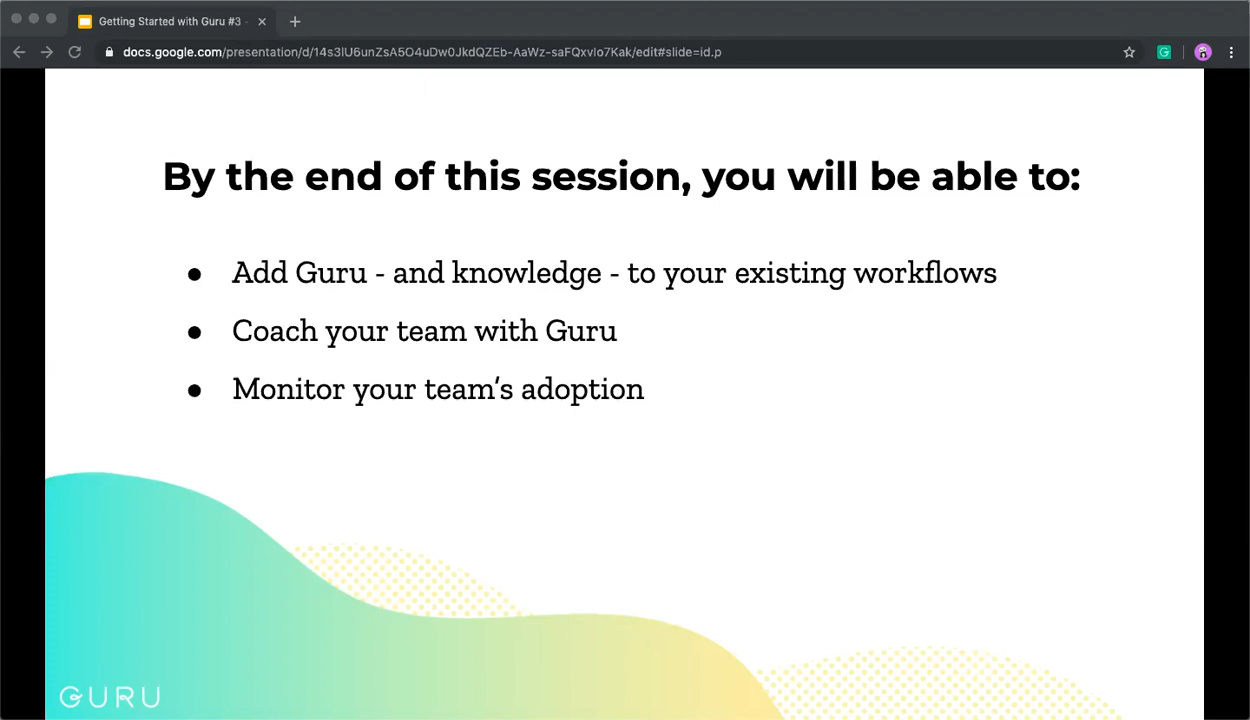 Getting Started with Guru #3 -
docs.google.com/presentation/d/14s3lU6unZsA5O4uDw0JkdQZEb-AaWz-saFQxvlo7Kak/edit#slide=id.p
By the end of this session, you will be able to:
● Add Guru - and knowledge - to your existing workflows
● Coach your team with Guru
● Monitor your team’s adoption
GURU